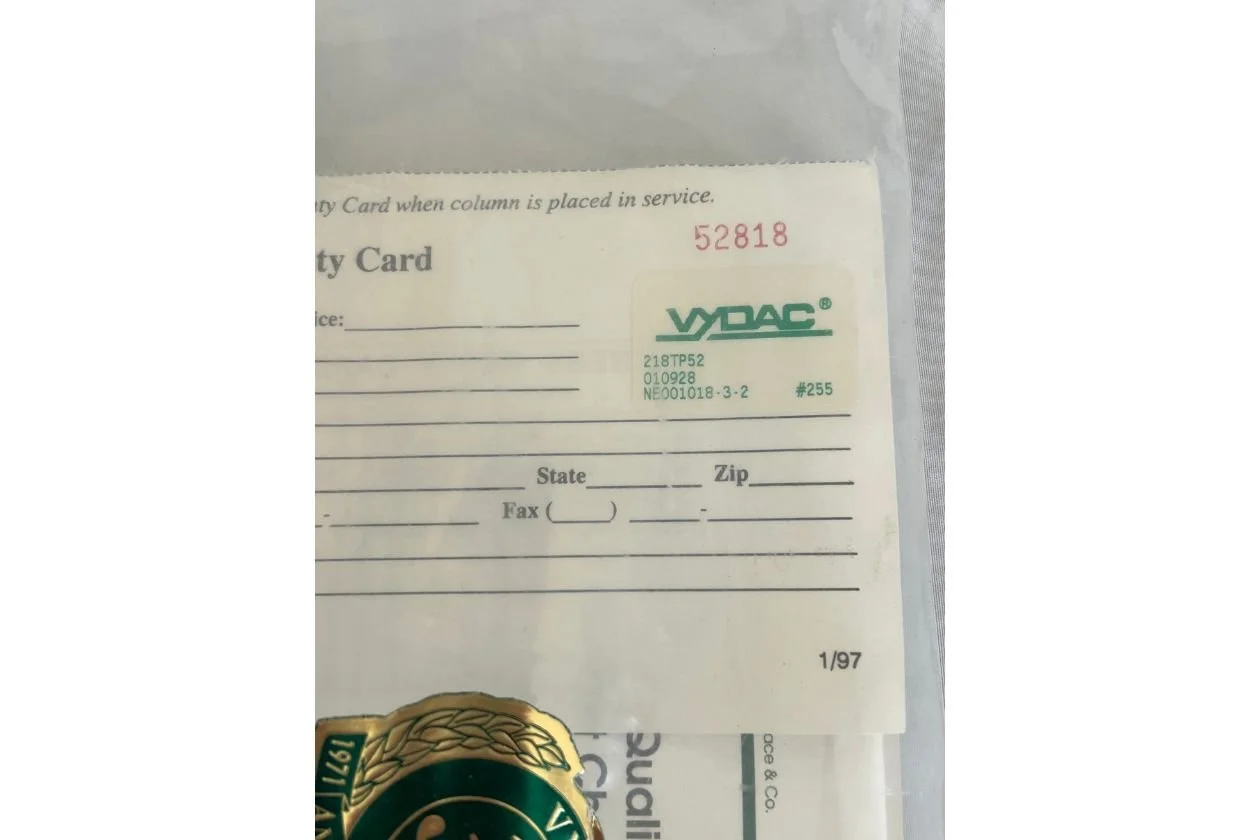 ty Card when column is placed in service.
52818
ty Card
ice:
VYDAC®
218TP52
010928
NE001018-3-2 #255
State Zip
-
Fax ( ) -
1/97
1971
Quali
ace & Co.